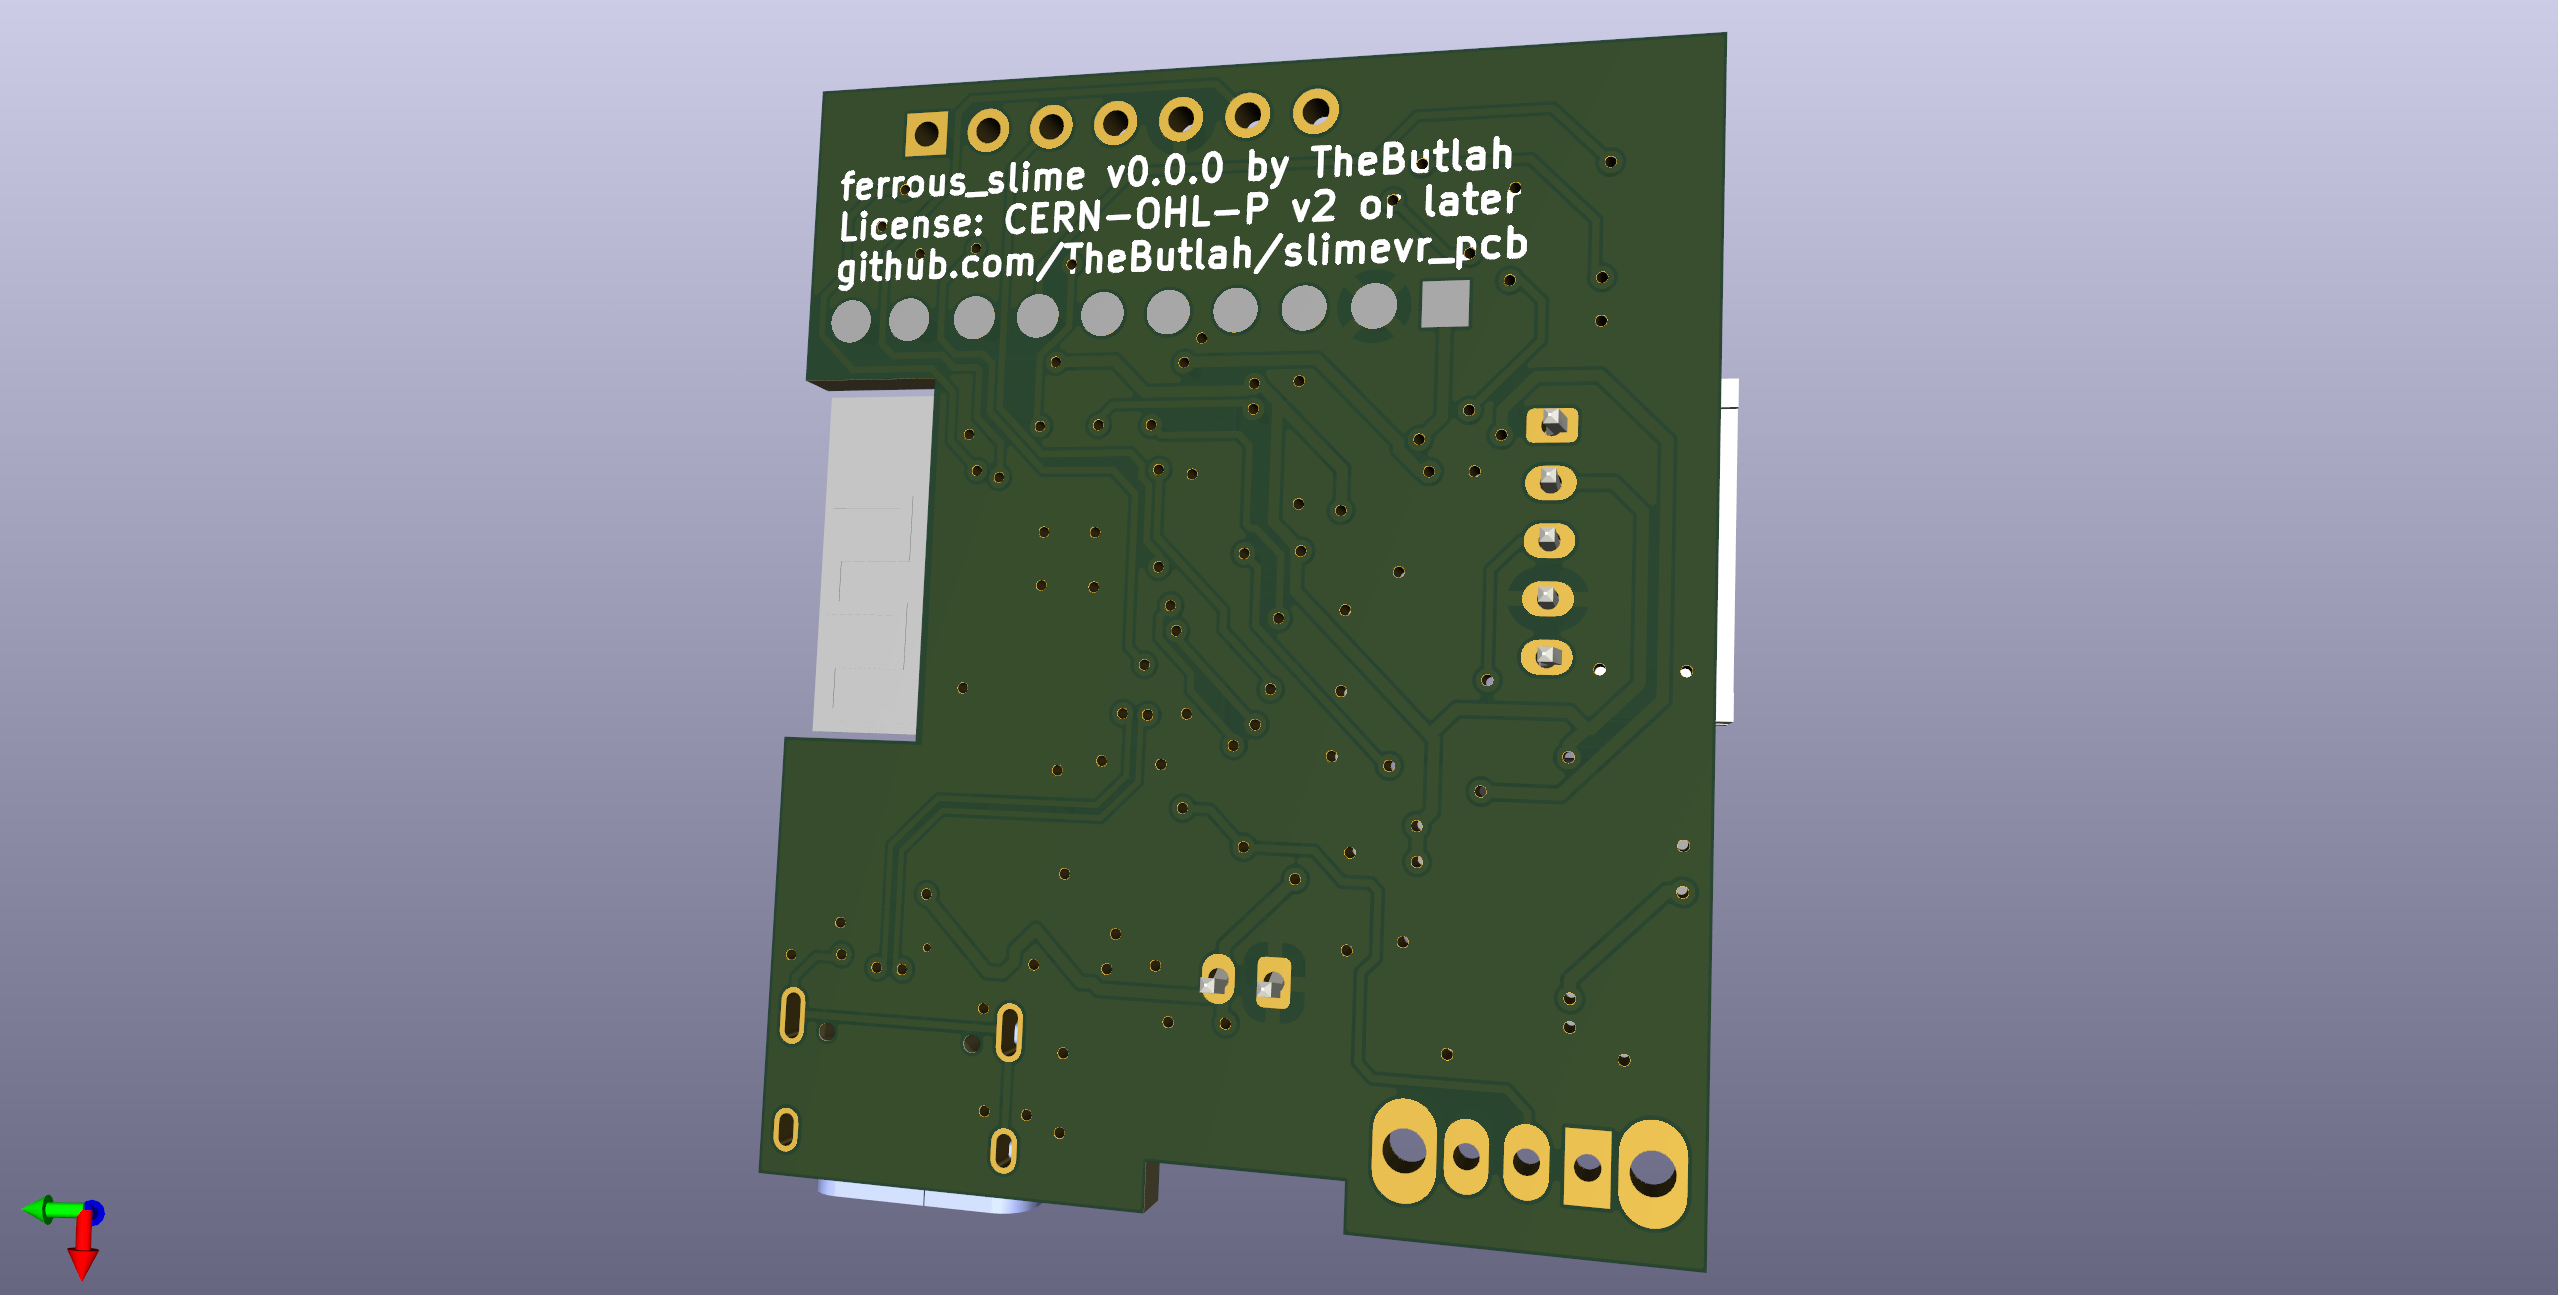 ferrous_slime v0.0.0 by TheButlah
License: CERN-OHL-P v2 or later
github.com/TheButlah/slimevr_pcb